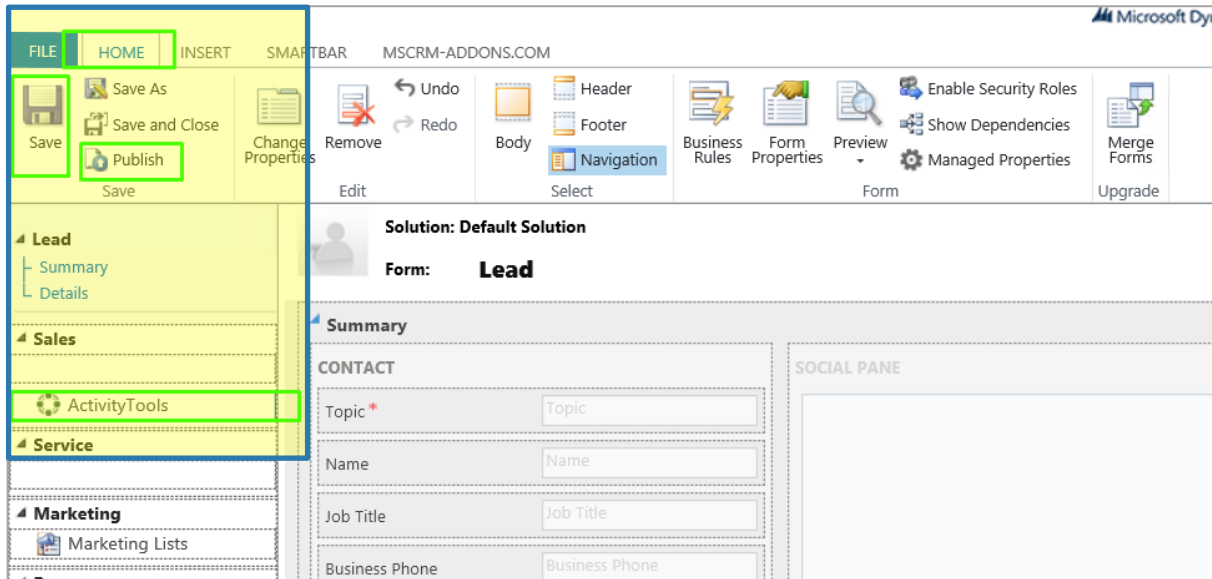 Microsoft
FILE HOME INSERT SMARTBAR MSCRM-ADDONS.COM
Save
Save As
Save and Close
Publish
Save
Change Properties
Remove
Undo
Redo
Edit
Body
Header
Footer
Navigation
Select
Business Rules
Form Properties
Preview
Enable Security Roles
Show Dependencies
Managed Properties
Form
Merge Forms
Upgrade
Lead
Summary
Details
Sales
ActivityTools
Service
Marketing
Marketing Lists
Solution: Default Solution
Form: Lead
Summary
CONTACT
Topic * Topic
Name Name
Job Title Job Title
Business Phone Business Phone
SOCIAL PANE